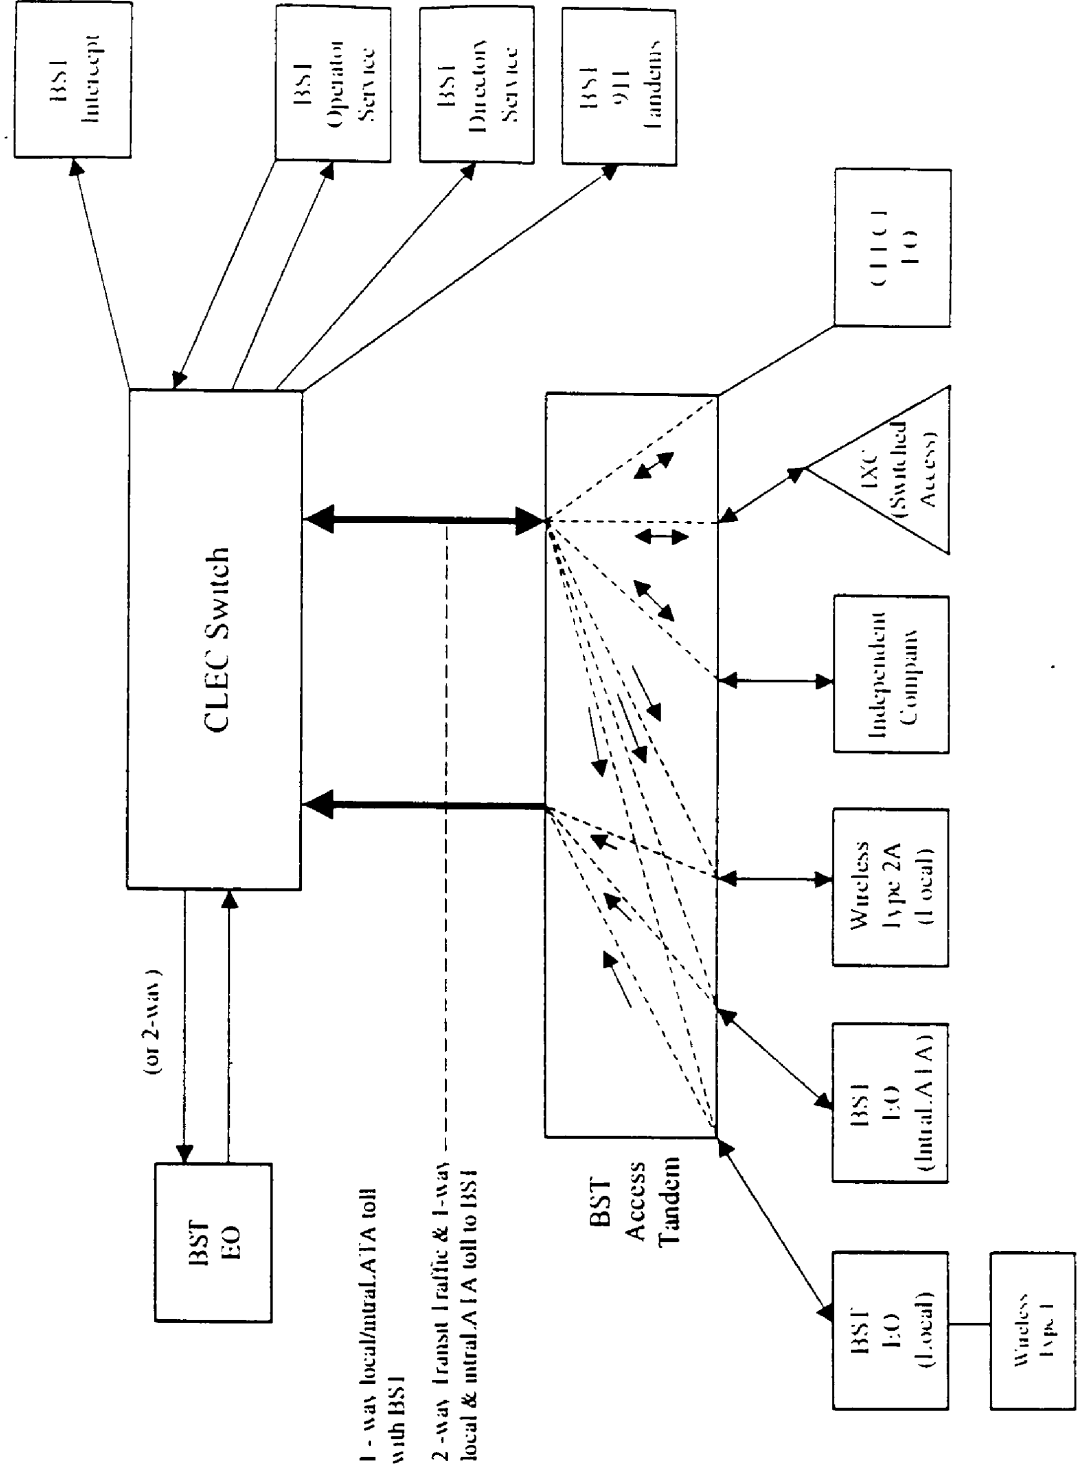 BST
Intercept
BST
Operator
Service
BST
Directory
Service
BST
911
Tandems
CLEC Switch
(or 2-way)
BST
EO
1 - way local/intraLATA toll
with BST
2 -way Transit Traffic & 1-way
local & intraLATA toll to BST
BST
Access
Tandem
EO
IXC
(Switched
Access)
Independent
Company
Wireless
Type 2A
(Local)
BST
EO
(IntraLATA)
BST
EO
(Local)
Wireless
Type 1